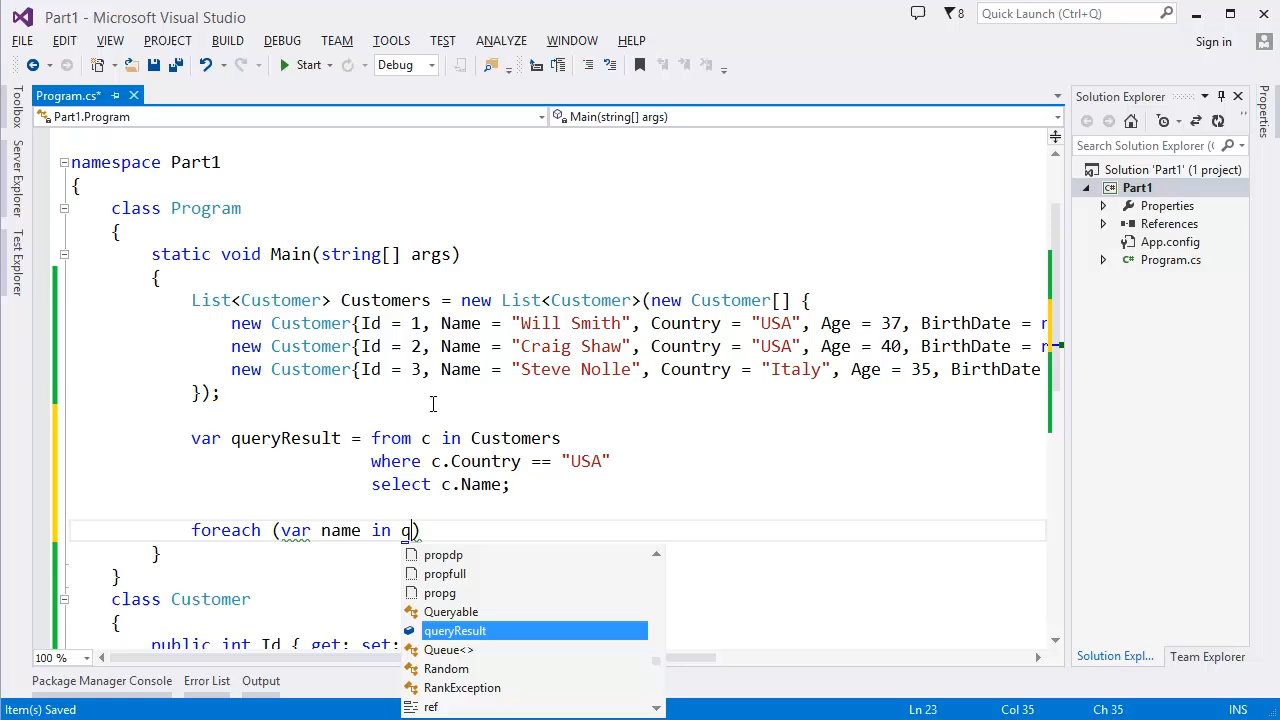 Part1 - Microsoft Visual Studio
8
Quick Launch (Ctrl+Q)
FILE EDIT VIEW PROJECT BUILD DEBUG TEAM TOOLS TEST ANALYZE WINDOW HELP
Sign in
Start Debug
Toolbox
Server Explorer
Test Explorer
Program.cs*
Part1.Program
Main(string[] args)
namespace Part1
{
class Program
{
static void Main(string[] args)
{
List<Customer> Customers = new List<Customer>(new Customer[] {
new Customer{Id = 1, Name = "Will Smith", Country = "USA", Age = 37, BirthDate = n
new Customer{Id = 2, Name = "Craig Shaw", Country = "USA", Age = 40, BirthDate = n
new Customer{Id = 3, Name = "Steve Nolle", Country = "Italy", Age = 35, BirthDate
});
var queryResult = from c in Customers
where c.Country == "USA"
select c.Name;
foreach (var name in q)
}
}
class Customer
{
public int Id { get; set;
propdp
propfull
propg
Queryable
queryResult
Queue<>
Random
RankException
ref
100 %
Solution Explorer
Search Solution Explorer (
Solution 'Part1' (1 project)
Part1
Properties
References
App.config
Program.cs
Solution Expl...
Team Explorer
Properties
Package Manager Console Error List Output
Item(s) Saved
Ln 23 Col 35 Ch 35 INS